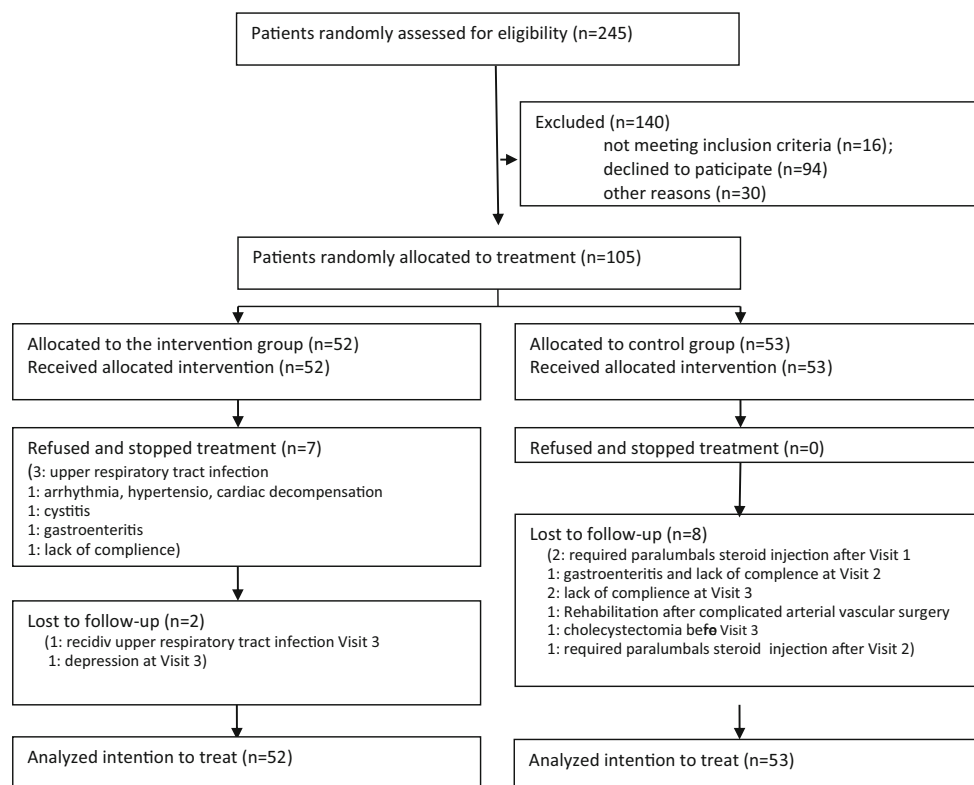 Patients randomly assessed for eligibility (n=245)
Excluded (n=140)
not meeting inclusion criteria (n=16);
declined to paticipate (n=94)
other reasons (n=30)
Patients randomly allocated to treatment (n=105)
Allocated to the intervention group (n=52)
Received allocated intervention (n=52)
Allocated to control group (n=53)
Received allocated intervention (n=53)
Refused and stopped treatment (n=7)
(3: upper respiratory tract infection
1: arrhythmia, hypertensio, cardiac decompensation
1: cystitis
1: gastroenteritis
1: lack of complience)
Refused and stopped treatment (n=0)
Lost to follow-up (n=2)
(1: recidiv upper respiratory tract infection Visit 3
1: depression at Visit 3)
Lost to follow-up (n=8)
(2: required paralumbals steroid injection after Visit 1
1: gastroenteritis and lack of complence at Visit 2
2: lack of complience at Visit 3
1: Rehabilitation after complicated arterial vascular surgery
1: cholecystectomia before Visit 3
1: required paralumbals steroid injection after Visit 2)
Analyzed intention to treat (n=52)
Analyzed intention to treat (n=53)